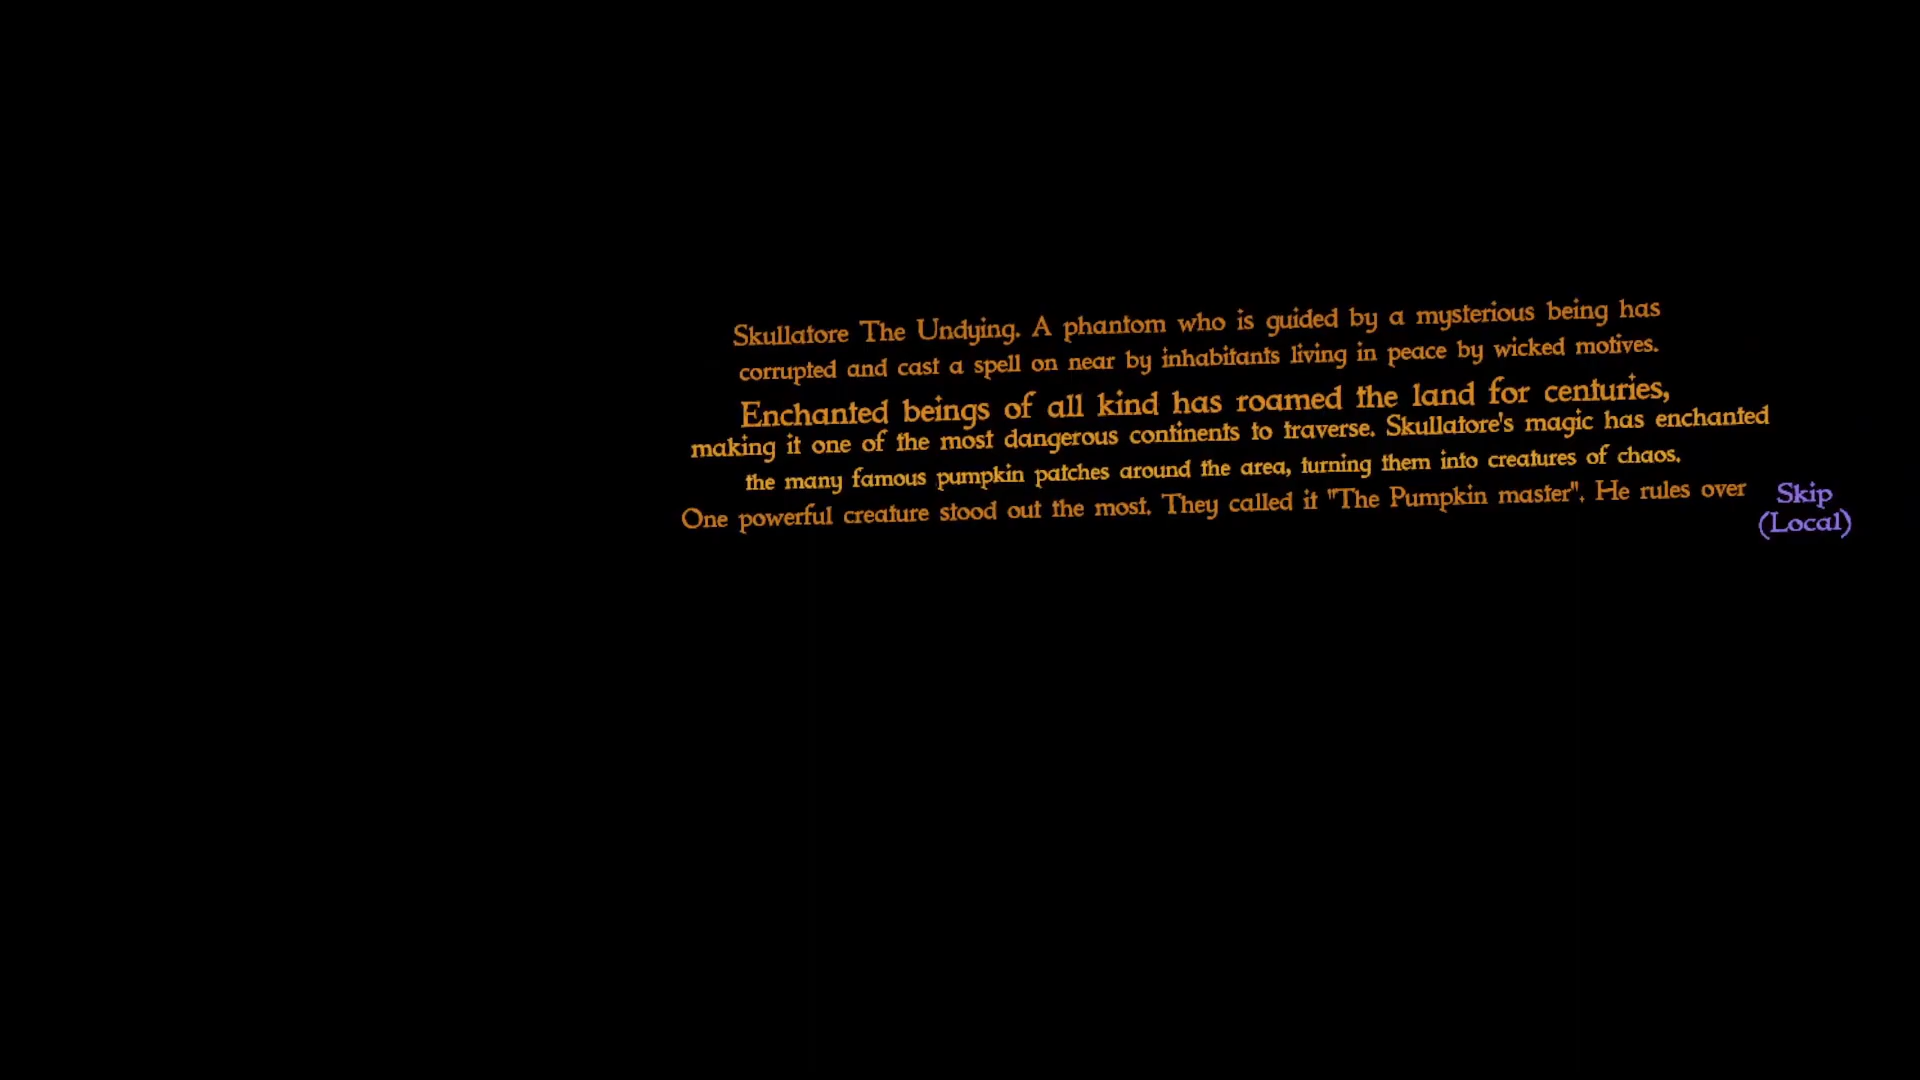 Skullatore The Undying. A phantom who is guided by a mysterious being has
corrupted and cast a spell on near by inhabitants living in peace by wicked motives.
Enchanted beings of all kind has roamed the land for centuries,
making it one of the most dangerous continents to traverse. Skullatore's magic has enchanted
the many famous pumpkin patches around the area, turning them into creatures of chaos.
One powerful creature stood out the most. They called it "The Pumpkin master". He rules over
Skip
(Local)